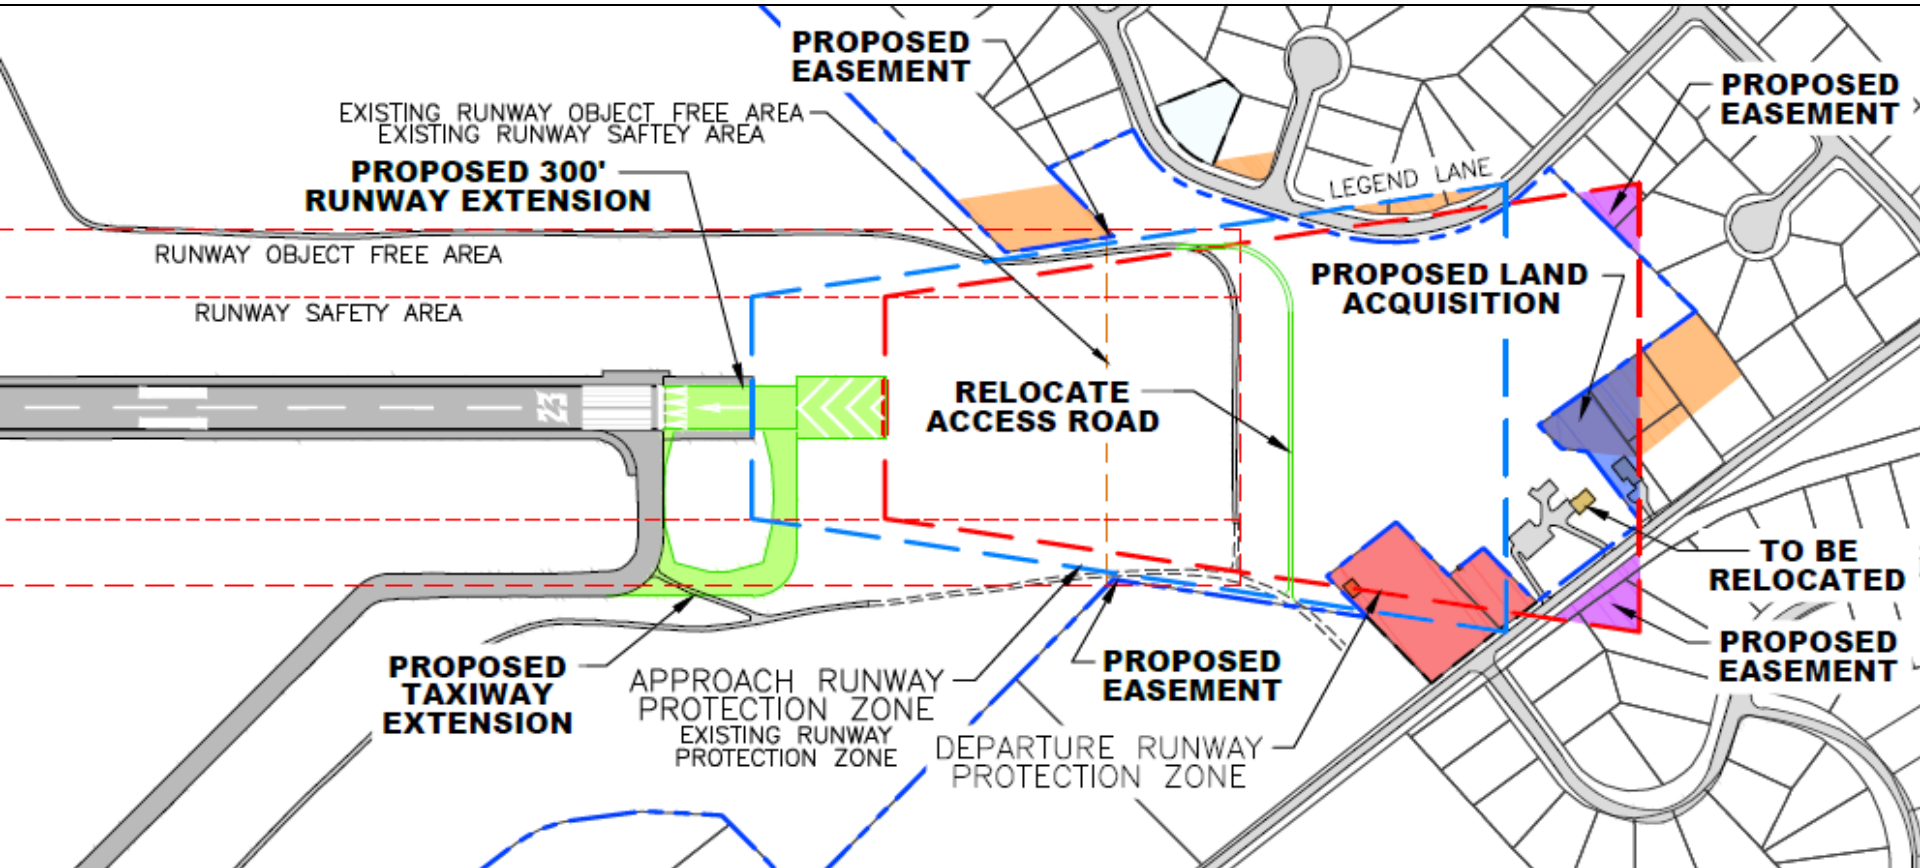 PROPOSED
EASEMENT
PROPOSED
EASEMENT
EXISTING RUNWAY OBJECT FREE AREA
EXISTING RUNWAY SAFTEY AREA
PROPOSED 300'
RUNWAY EXTENSION
LEGEND LANE
RUNWAY OBJECT FREE AREA
RUNWAY SAFETY AREA
PROPOSED LAND
ACQUISITION
23
RELOCATE
ACCESS ROAD
TO BE
RELOCATED
PROPOSED
EASEMENT
PROPOSED
TAXIWAY
EXTENSION
APPROACH RUNWAY
PROTECTION ZONE
EXISTING RUNWAY
PROTECTION ZONE
PROPOSED
EASEMENT
DEPARTURE RUNWAY
PROTECTION ZONE